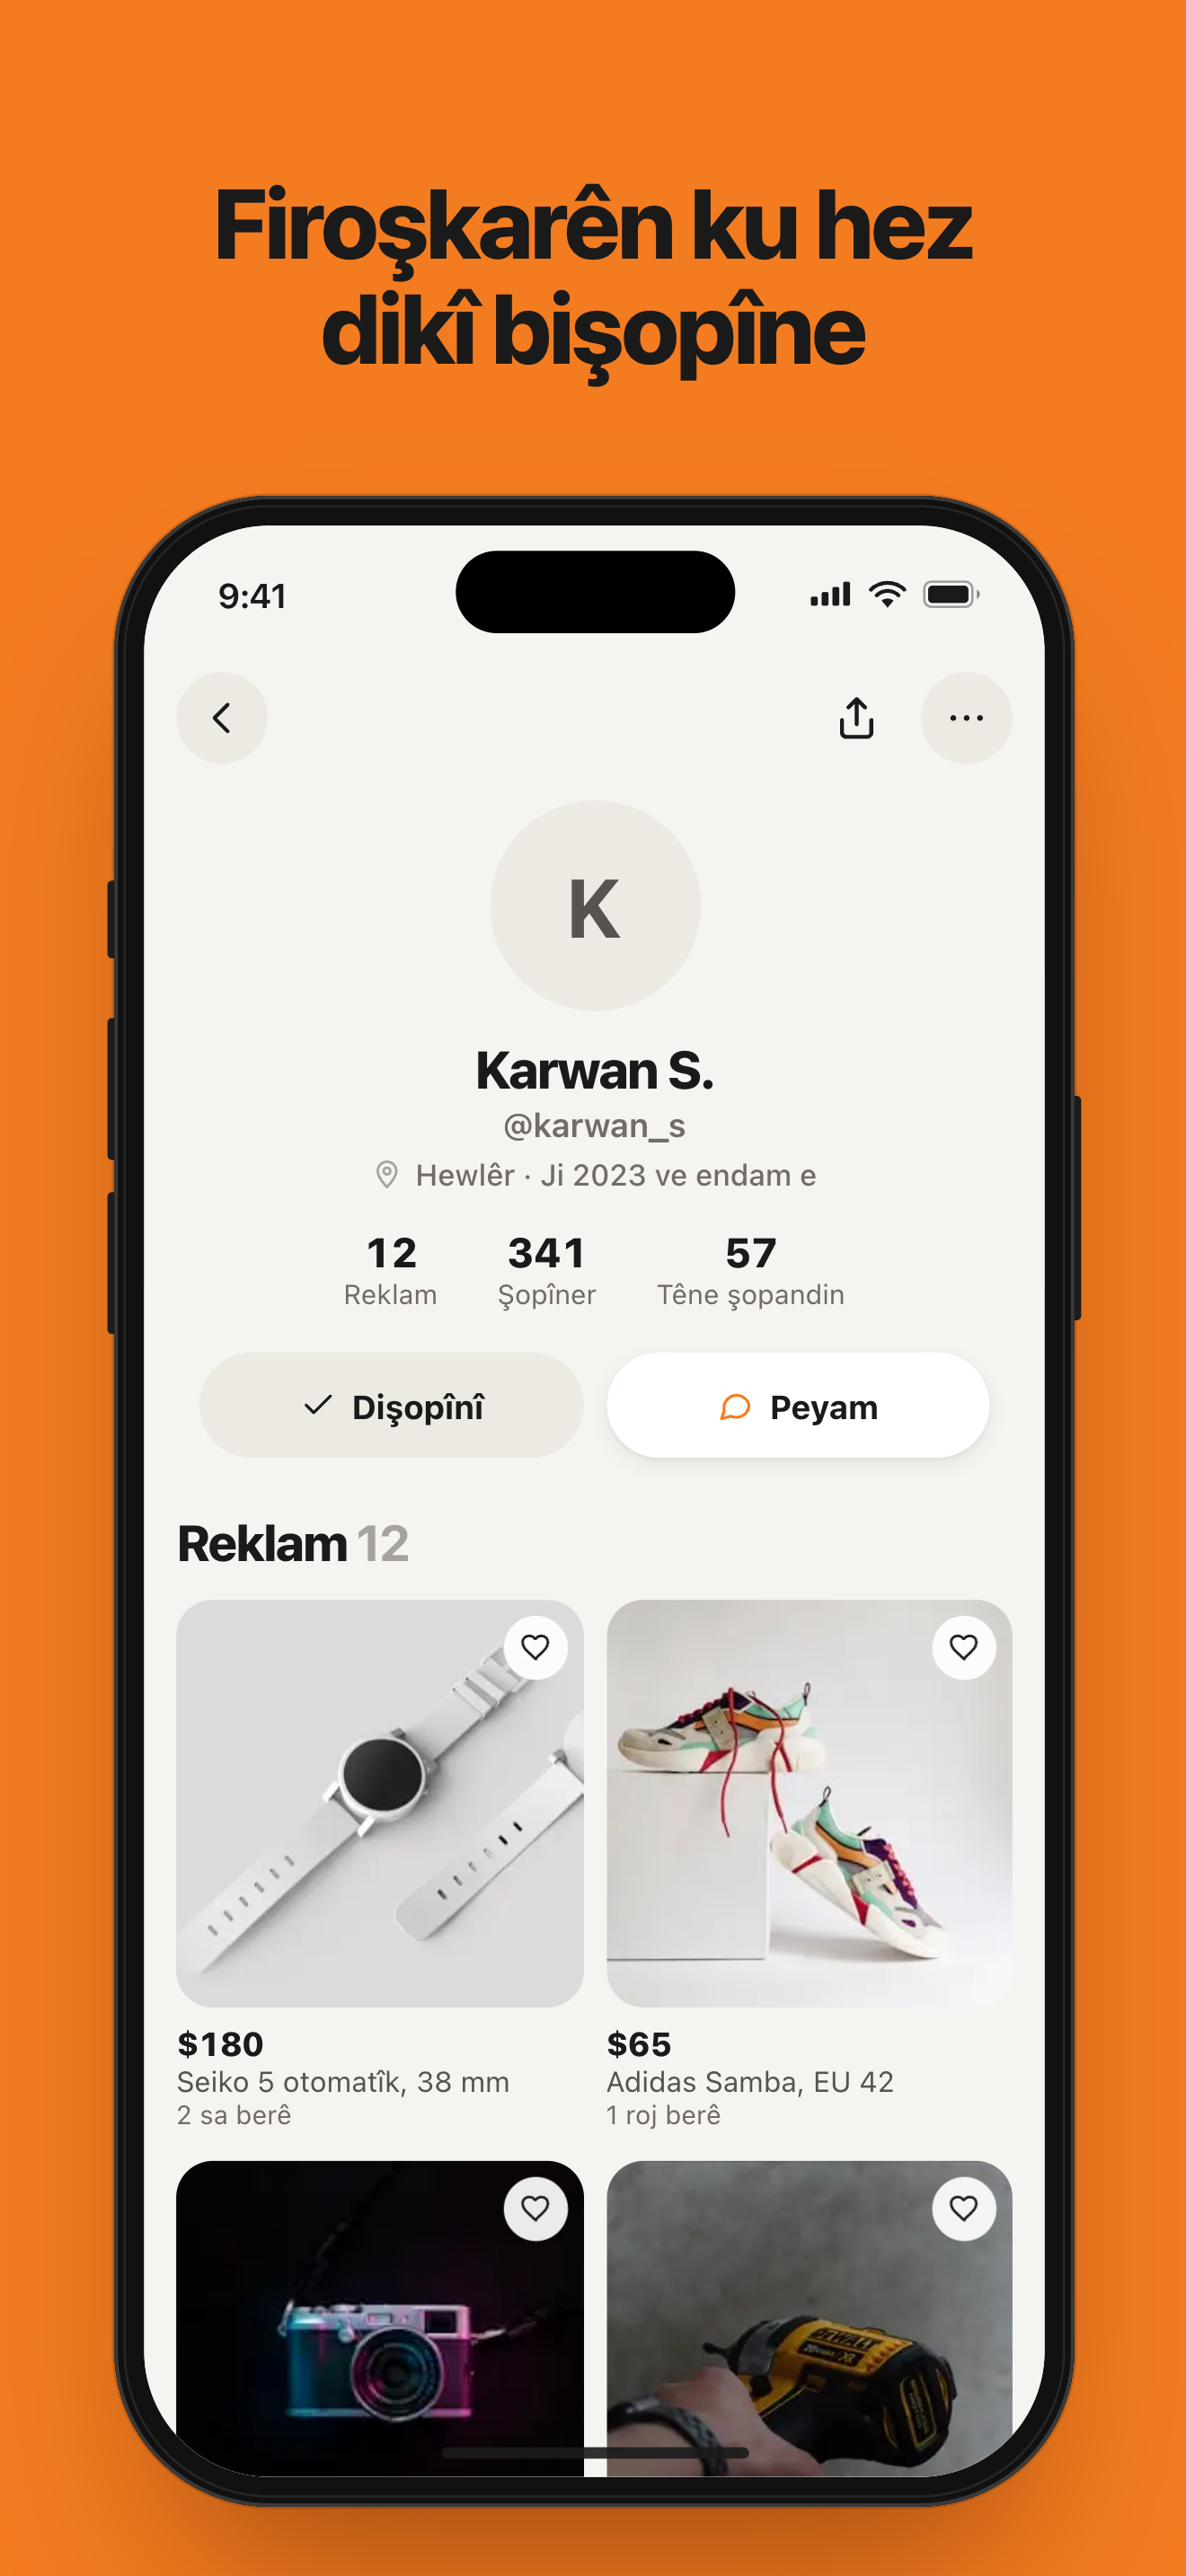 Firoşkarên ku hez
dikî bişopîne
9:41
K
Karwan S.
@karwan_s
Hewlêr · Ji 2023 ve endam e
12
Reklam
341
Şopîner
57
Têne şopandin
Dişopînî
Peyam
Reklam 12
$180
Seiko 5 otomatîk, 38 mm
2 sa berê
$65
Adidas Samba, EU 42
1 roj berê
DEWALT
XR